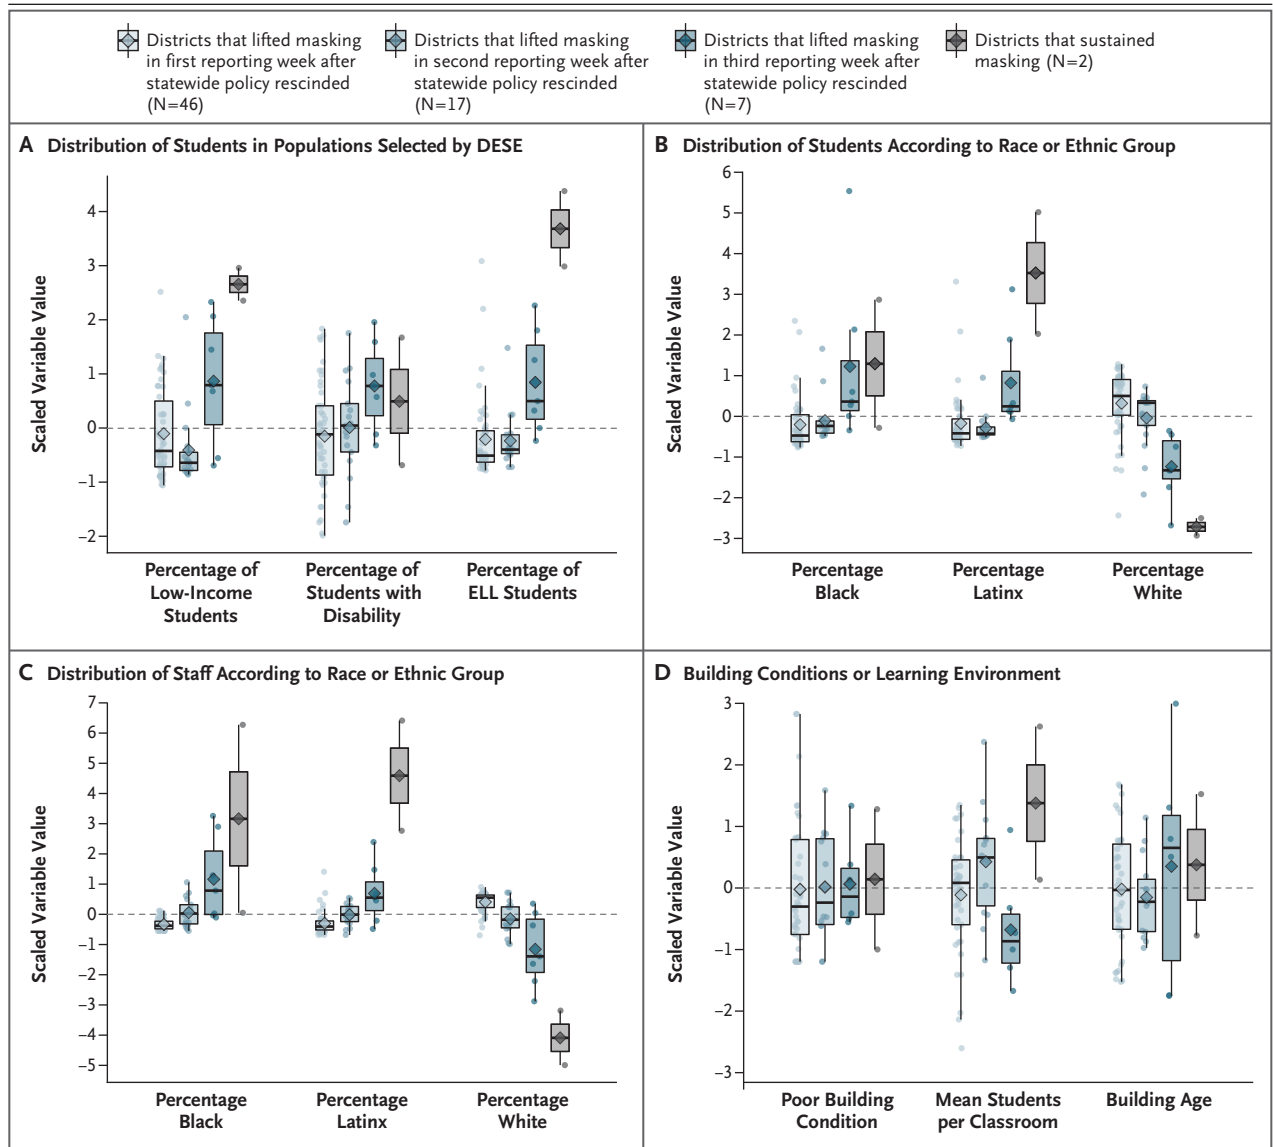 Districts that lifted masking
in first reporting week after
statewide policy rescinded
(N=46)
Districts that lifted masking
in second reporting week after
statewide policy rescinded
(N=17)
Districts that lifted masking
in third reporting week after
statewide policy rescinded
(N=7)
Districts that sustained
masking (N=2)
A Distribution of Students in Populations Selected by DESE
Scaled Variable Value
4
3
2
1
0
−1
−2
Percentage of
Low-Income
Students
Percentage of
Students with
Disability
Percentage of
ELL Students
B Distribution of Students According to Race or Ethnic Group
Scaled Variable Value
6
5
4
3
2
1
0
−1
−2
−3
Percentage
Black
Percentage
Latinx
Percentage
White
C Distribution of Staff According to Race or Ethnic Group
Scaled Variable Value
7
6
5
4
3
2
1
0
−1
−2
−3
−4
−5
Percentage
Black
Percentage
Latinx
Percentage
White
D Building Conditions or Learning Environment
Scaled Variable Value
3
2
1
0
−1
−2
−3
Poor Building
Condition
Mean Students
per Classroom
Building Age